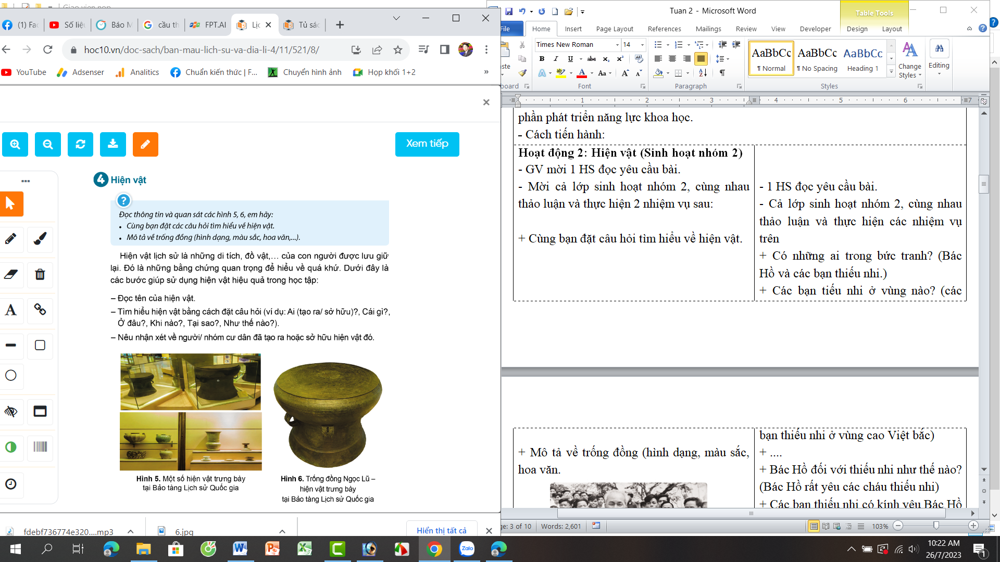 Giao vien nop
(1) Fac
Số liệu
Báo M
cầu th
FPT.AI
Lịc
Tủ sác
hoc10.vn/doc-sach/ban-mau-lich-su-va-dia-li-4/11/521/8/
YouTube
Adsenser
Analitics
Chuẩn kiến thức | F...
Chuyển hình ảnh
Họp khối 1+2
»
Xem tiếp
4 Hiện vật
?
Đọc thông tin và quan sát các hình 5, 6, em hãy:
• Cùng bạn đặt các câu hỏi tìm hiểu về hiện vật.
• Mô tả về trống đồng (hình dạng, màu sắc, hoa văn,...).
Hiện vật lịch sử là những di tích, đồ vật,... của con người được lưu giữ
lại. Đó là những bằng chứng quan trọng để hiểu về quá khứ. Dưới đây là
các bước giúp sử dụng hiện vật hiệu quả trong học tập:
– Đọc tên của hiện vật.
– Tìm hiểu hiện vật bằng cách đặt câu hỏi (ví dụ: Ai (tạo ra/ sở hữu)?, Cái gì?,
Ở đâu?, Khi nào?, Tại sao?, Như thế nào?).
– Nêu nhận xét về người/ nhóm cư dân đã tạo ra hoặc sở hữu hiện vật đó.
Hình 5. Một số hiện vật trưng bày
tại Bảo tàng Lịch sử Quốc gia
Hình 6. Trống đồng Ngọc Lũ –
hiện vật trưng bày
tại Bảo tàng Lịch sử Quốc gia
fdebf736774e320....mp3
6.jpg
Hiển thị tất cả
Tuan 2 - Microsoft Word
Table Tools
File
Home
Insert
Page Layout
References
Mailings
Review
View
Developer
Design
Layout
Times New Roman
14
aste
board
Font
Paragraph
AaBbCc
¶ Normal
AaBbCc
¶ No Spacing
AaBbCc
Heading 1
Change
Styles
Styles
Editing
1 2 3 4 5 6 7
phần phát triển năng lực khoa học.
- Cách tiến hành:
Hoạt động 2: Hiện vật (Sinh hoạt nhóm 2)
- GV mời 1 HS đọc yêu cầu bài.
- Mời cả lớp sinh hoạt nhóm 2, cùng nhau
thảo luận và thực hiện 2 nhiệm vụ sau:
+ Cùng bạn đặt câu hỏi tìm hiểu về hiện vật.
- 1 HS đọc yêu cầu bài.
- Cả lớp sinh hoạt nhóm 2, cùng nhau
thảo luận và thực hiện các nhiệm vụ
trên
+ Có những ai trong bức tranh? (Bác
Hồ và các bạn thiếu nhi.)
+ Các bạn tiếu nhi ở vùng nào? (các
+ Mô tả về trống đồng (hình dạng, màu sắc,
hoa văn.
bạn thiếu nhi ở vùng cao Việt bắc)
+ ....
+ Bác Hồ đối với thiếu nhi như thế nào?
(Bác Hồ rất yêu các cháu thiếu nhi)
+ Các bạn thiếu nhi có kính yêu Bác Hồ
ge: 3 of 10
Words: 2,601
103%
Zalo
10:22 AM
26/7/2023
1